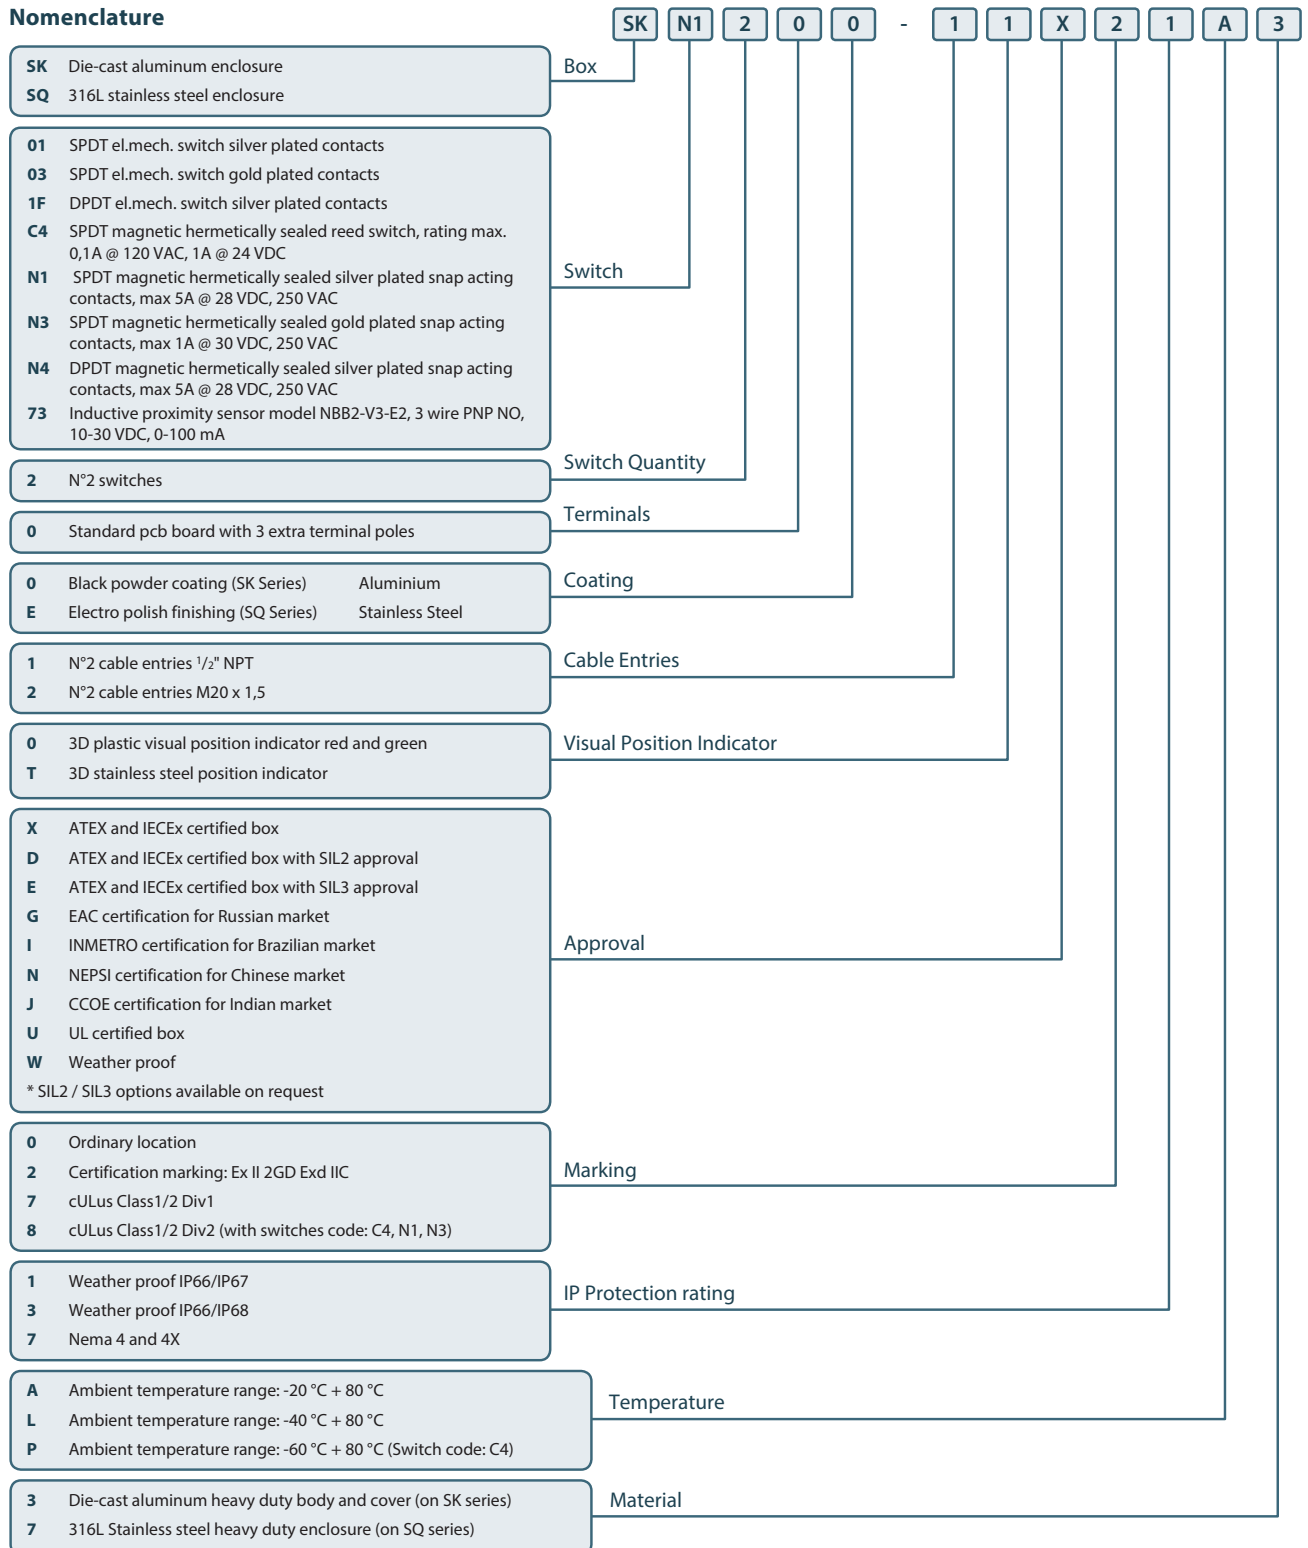 Nomenclature
SK N1 2 0 0 - 1 1 X 2 1 A 3
SK Die-cast aluminum enclosure
SQ 316L stainless steel enclosure
Box
01 SPDT el.mech. switch silver plated contacts
03 SPDT el.mech. switch gold plated contacts
1F DPDT el.mech. switch silver plated contacts
C4 SPDT magnetic hermetically sealed reed switch, rating max.
0,1A @ 120 VAC, 1A @ 24 VDC
N1 SPDT magnetic hermetically sealed silver plated snap acting
contacts, max 5A @ 28 VDC, 250 VAC
N3 SPDT magnetic hermetically sealed gold plated snap acting
contacts, max 1A @ 30 VDC, 250 VAC
N4 DPDT magnetic hermetically sealed silver plated snap acting
contacts, max 5A @ 28 VDC, 250 VAC
73 Inductive proximity sensor model NBB2-V3-E2, 3 wire PNP NO,
10-30 VDC, 0-100 mA
Switch
2 N°2 switches
Switch Quantity
0 Standard pcb board with 3 extra terminal poles
Terminals
0 Black powder coating (SK Series) Aluminium
E Electro polish finishing (SQ Series) Stainless Steel
Coating
1 N°2 cable entries 1/2" NPT
2 N°2 cable entries M20 x 1,5
Cable Entries
0 3D plastic visual position indicator red and green
T 3D stainless steel position indicator
Visual Position Indicator
X ATEX and IECEx certified box
D ATEX and IECEx certified box with SIL2 approval
E ATEX and IECEx certified box with SIL3 approval
G EAC certification for Russian market
I INMETRO certification for Brazilian market
N NEPSI certification for Chinese market
J CCOE certification for Indian market
U UL certified box
W Weather proof
* SIL2 / SIL3 options available on request
Approval
0 Ordinary location
2 Certification marking: Ex II 2GD Exd IIC
7 cULus Class1/2 Div1
8 cULus Class1/2 Div2 (with switches code: C4, N1, N3)
Marking
1 Weather proof IP66/IP67
3 Weather proof IP66/IP68
7 Nema 4 and 4X
IP Protection rating
A Ambient temperature range: -20 °C + 80 °C
L Ambient temperature range: -40 °C + 80 °C
P Ambient temperature range: -60 °C + 80 °C (Switch code: C4)
Temperature
3 Die-cast aluminum heavy duty body and cover (on SK series)
7 316L Stainless steel heavy duty enclosure (on SQ series)
Material